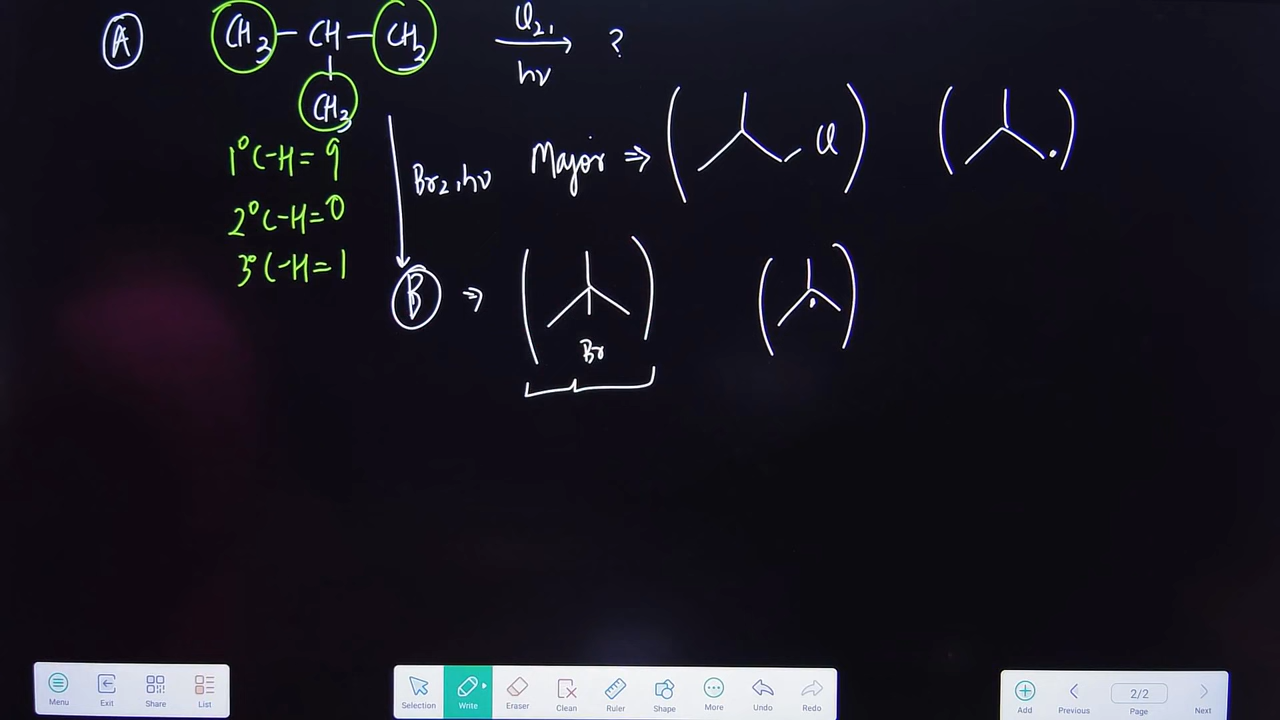 A CH3 - CH - CH3 Cl2, hν ?
CH3
1° C-H = 9
2° C-H = 0
3° C-H = 1
Br2, hν
Major ⇒ ( Cl ) ( . )
B ⇒ ( Br ) ( . )
Menu Exit Share List
Selection Write Eraser Clean Ruler Shape More Undo Redo
Add Previous 2/2 Page Next